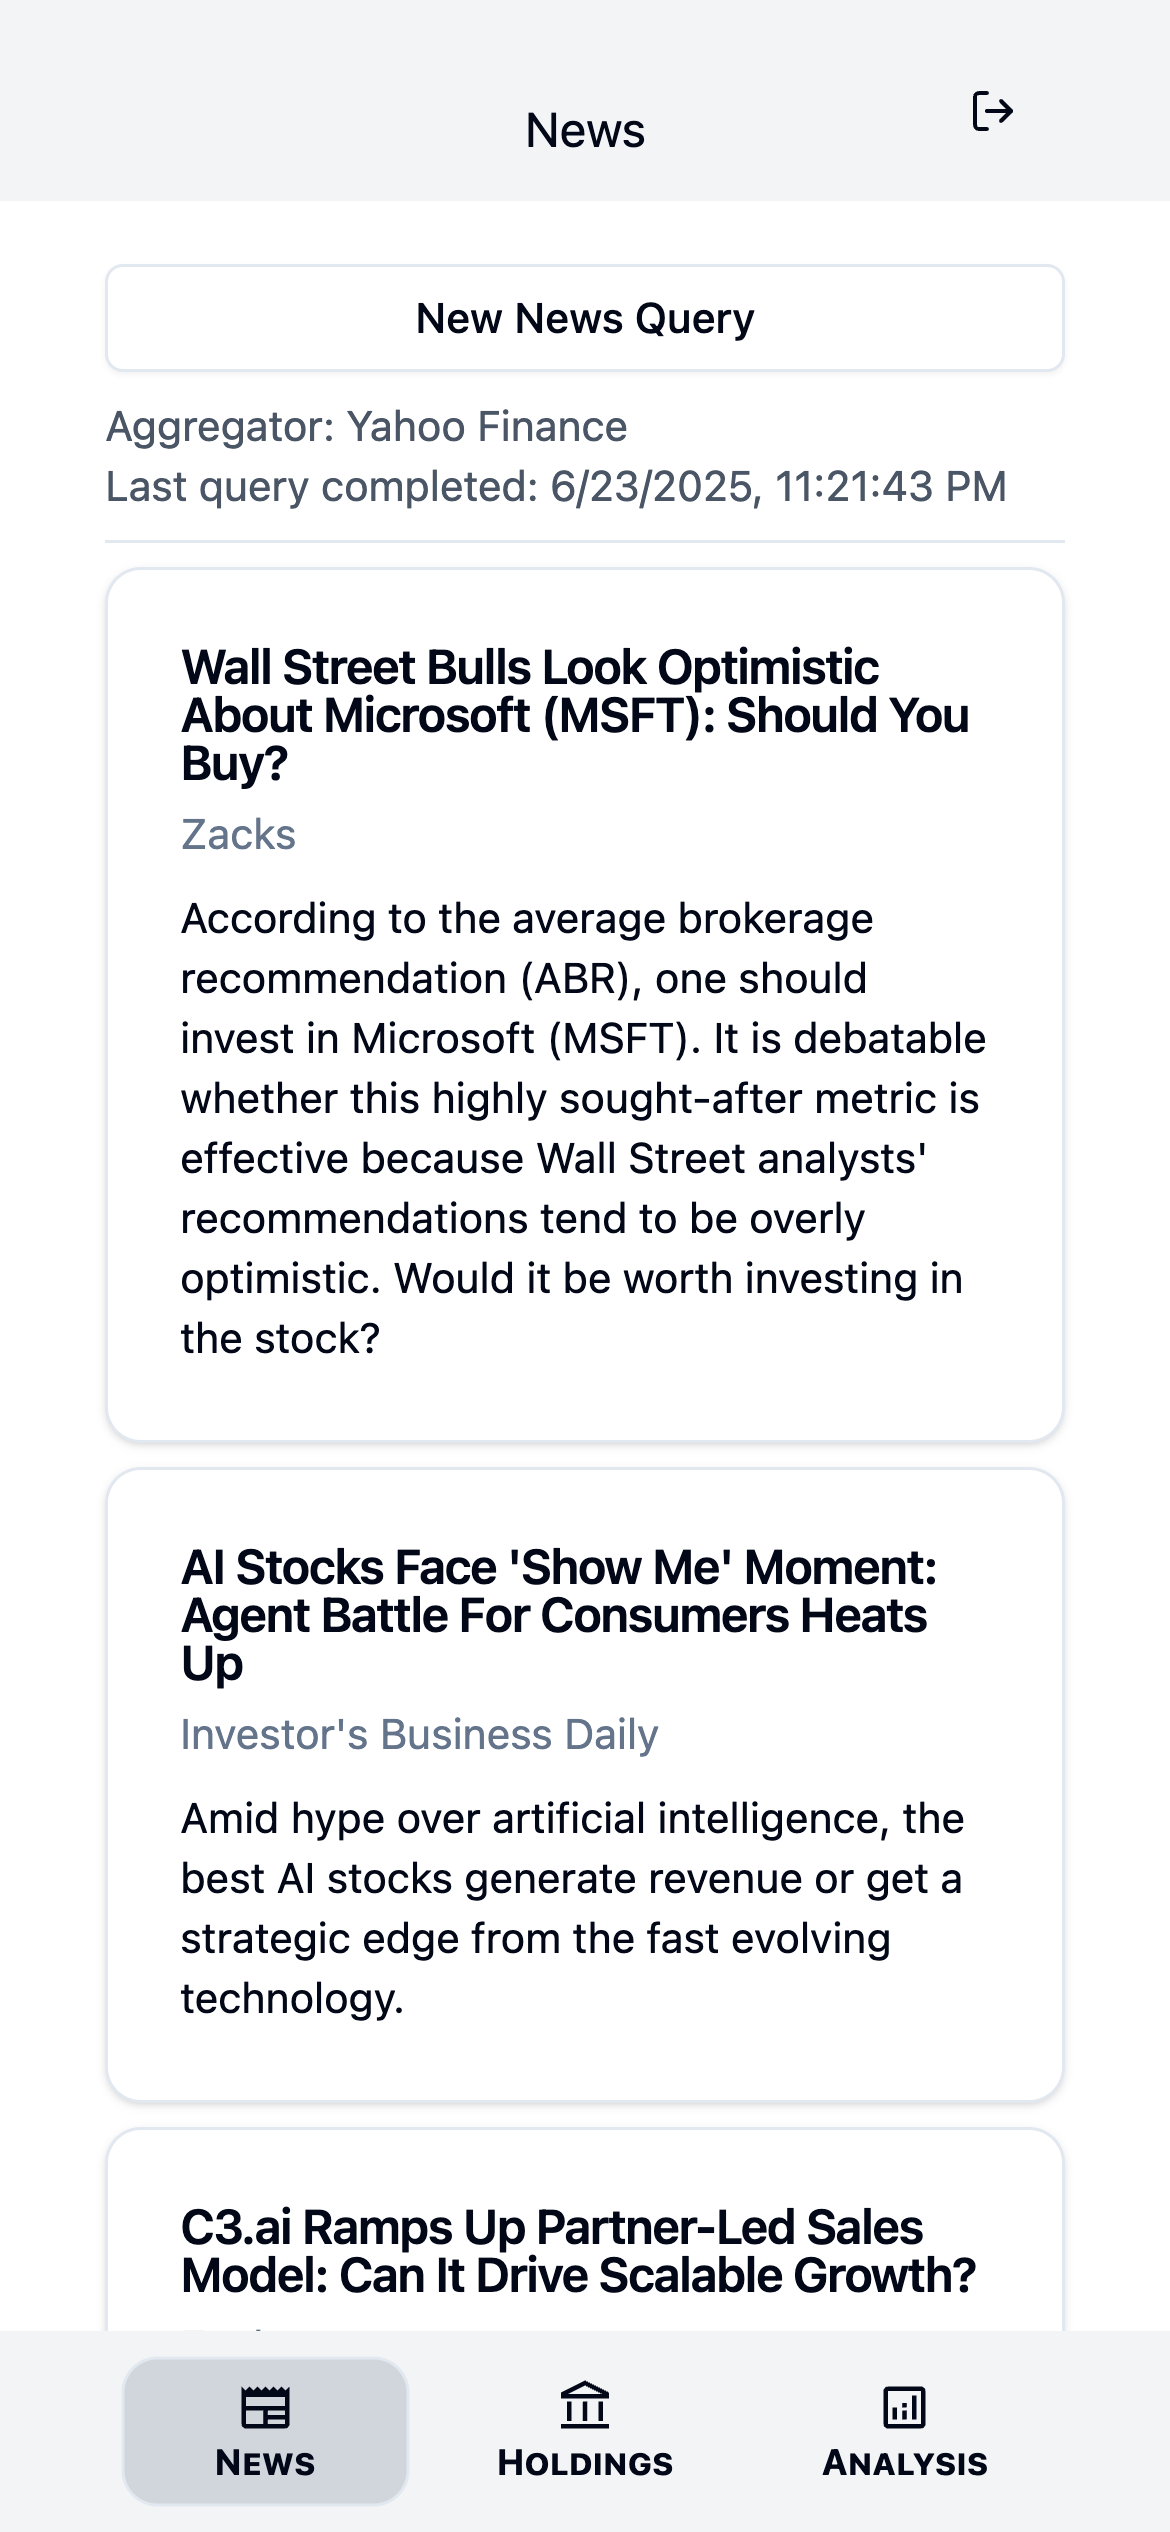 News
New News Query
Aggregator: Yahoo Finance
Last query completed: 6/23/2025, 11:21:43 PM
Wall Street Bulls Look Optimistic
About Microsoft (MSFT): Should You
Buy?
Zacks
According to the average brokerage
recommendation (ABR), one should
invest in Microsoft (MSFT). It is debatable
whether this highly sought-after metric is
effective because Wall Street analysts'
recommendations tend to be overly
optimistic. Would it be worth investing in
the stock?
AI Stocks Face 'Show Me' Moment:
Agent Battle For Consumers Heats
Up
Investor's Business Daily
Amid hype over artificial intelligence, the
best AI stocks generate revenue or get a
strategic edge from the fast evolving
technology.
C3.ai Ramps Up Partner-Led Sales
Model: Can It Drive Scalable Growth?
NEWS
HOLDINGS
ANALYSIS